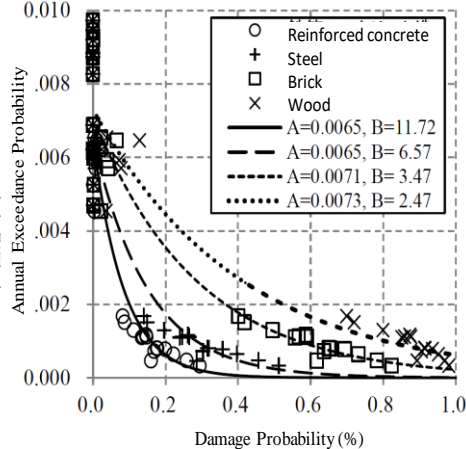 .010
.008
.006
.004
.002
.000
0.0
0.2
0.4
0.6
0.8
1.0
Annual Exceedance Probability
Damage Probability (%)
Reinforced concrete
Steel
Brick
Wood
A=0.0065, B=11.72
A=0.0065, B=6.57
A=0.0071, B=3.47
A=0.0073, B=2.47